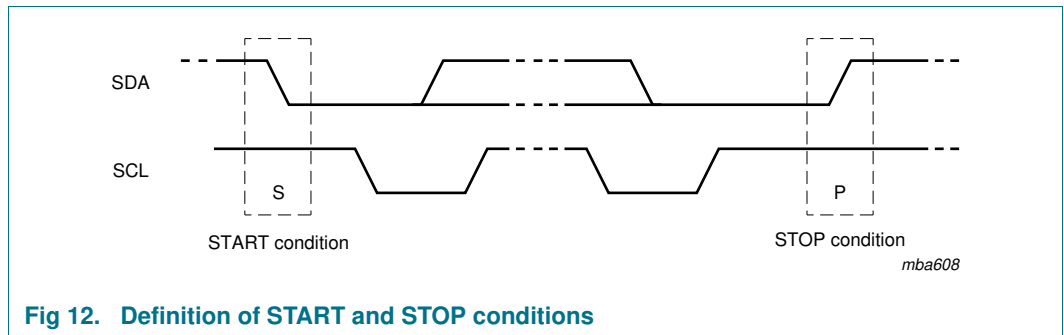 SDA
SCL
S
P
START condition
STOP condition
mba608
Fig 12. Definition of START and STOP conditions